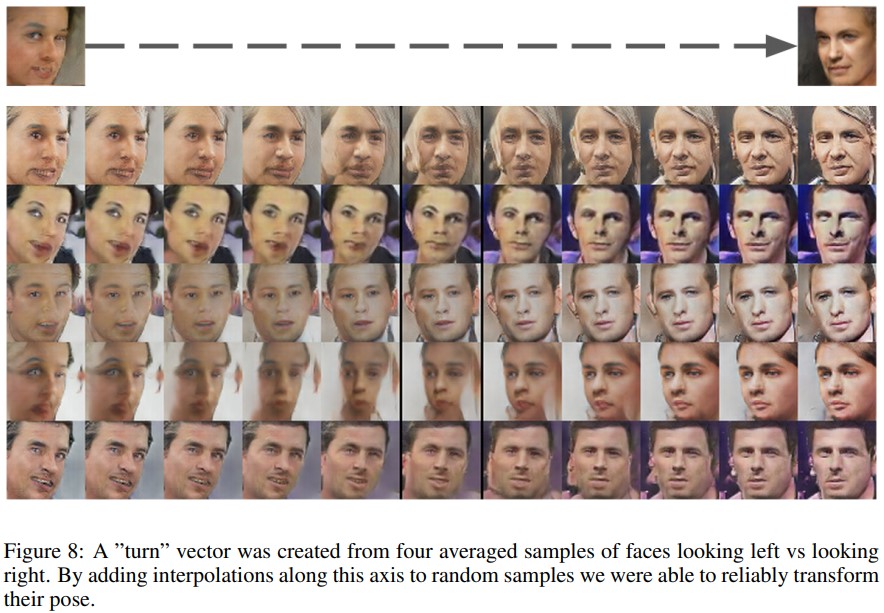 Figure 8: A ”turn” vector was created from four averaged samples of faces looking left vs looking
right. By adding interpolations along this axis to random samples we were able to reliably transform
their pose.